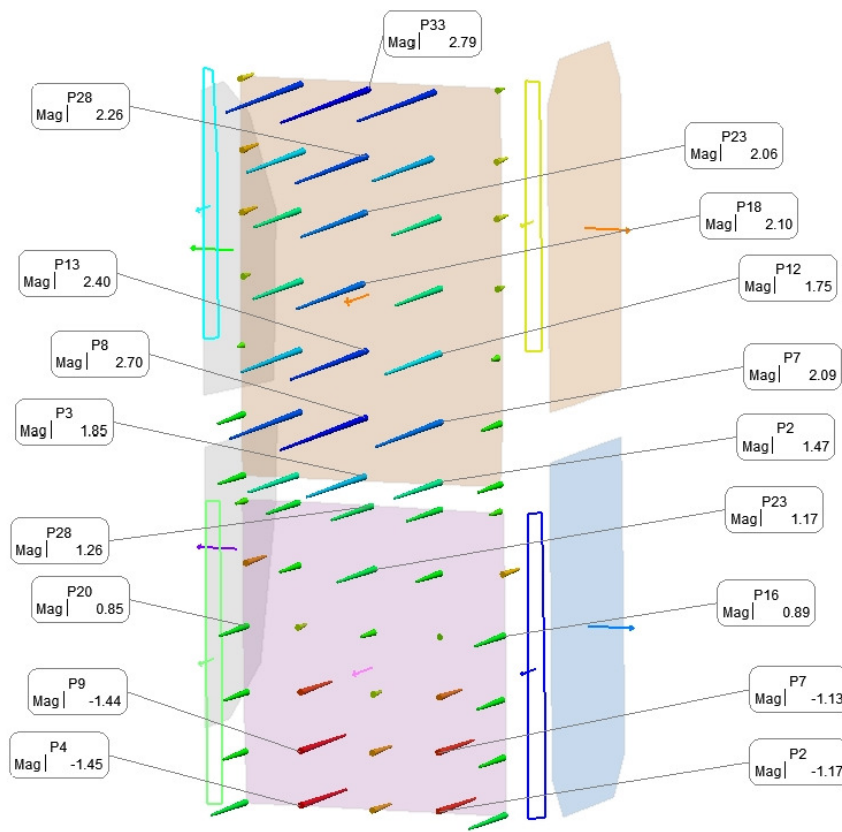 P33
Mag 2.79
P28
Mag 2.26
P23
Mag 2.06
P18
Mag 2.10
P13
Mag 2.40
P12
Mag 1.75
P8
Mag 2.70
P7
Mag 2.09
P3
Mag 1.85
P2
Mag 1.47
P28
Mag 1.26
P23
Mag 1.17
P20
Mag 0.85
P16
Mag 0.89
P9
Mag -1.44
P7
Mag -1.13
P4
Mag -1.45
P2
Mag -1.17